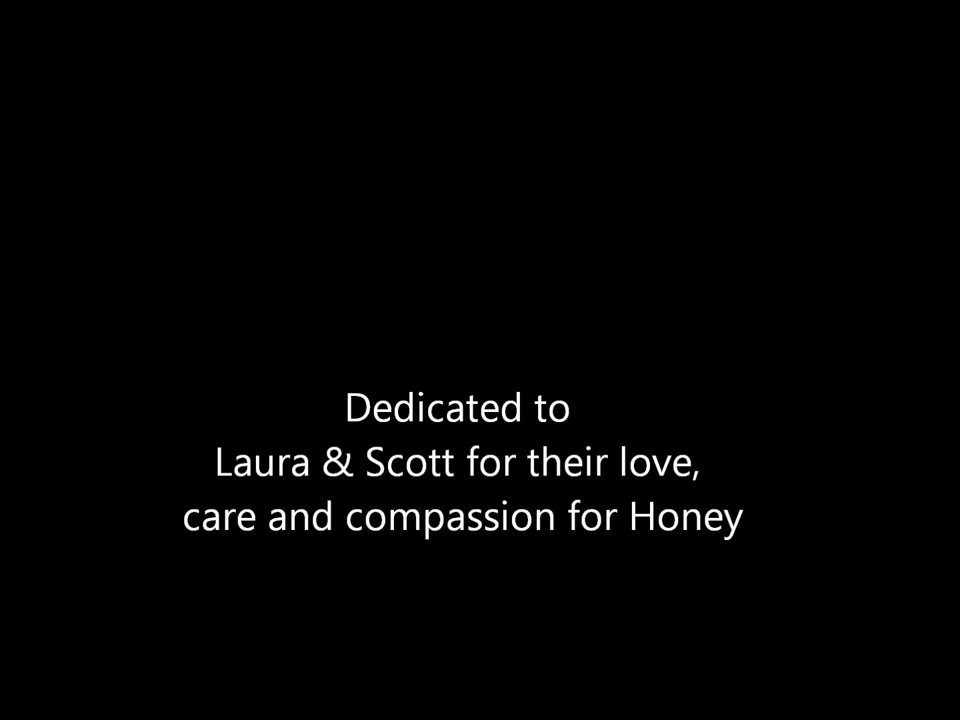 Dedicated to
Laura & Scott for their love,
care and compassion for Honey